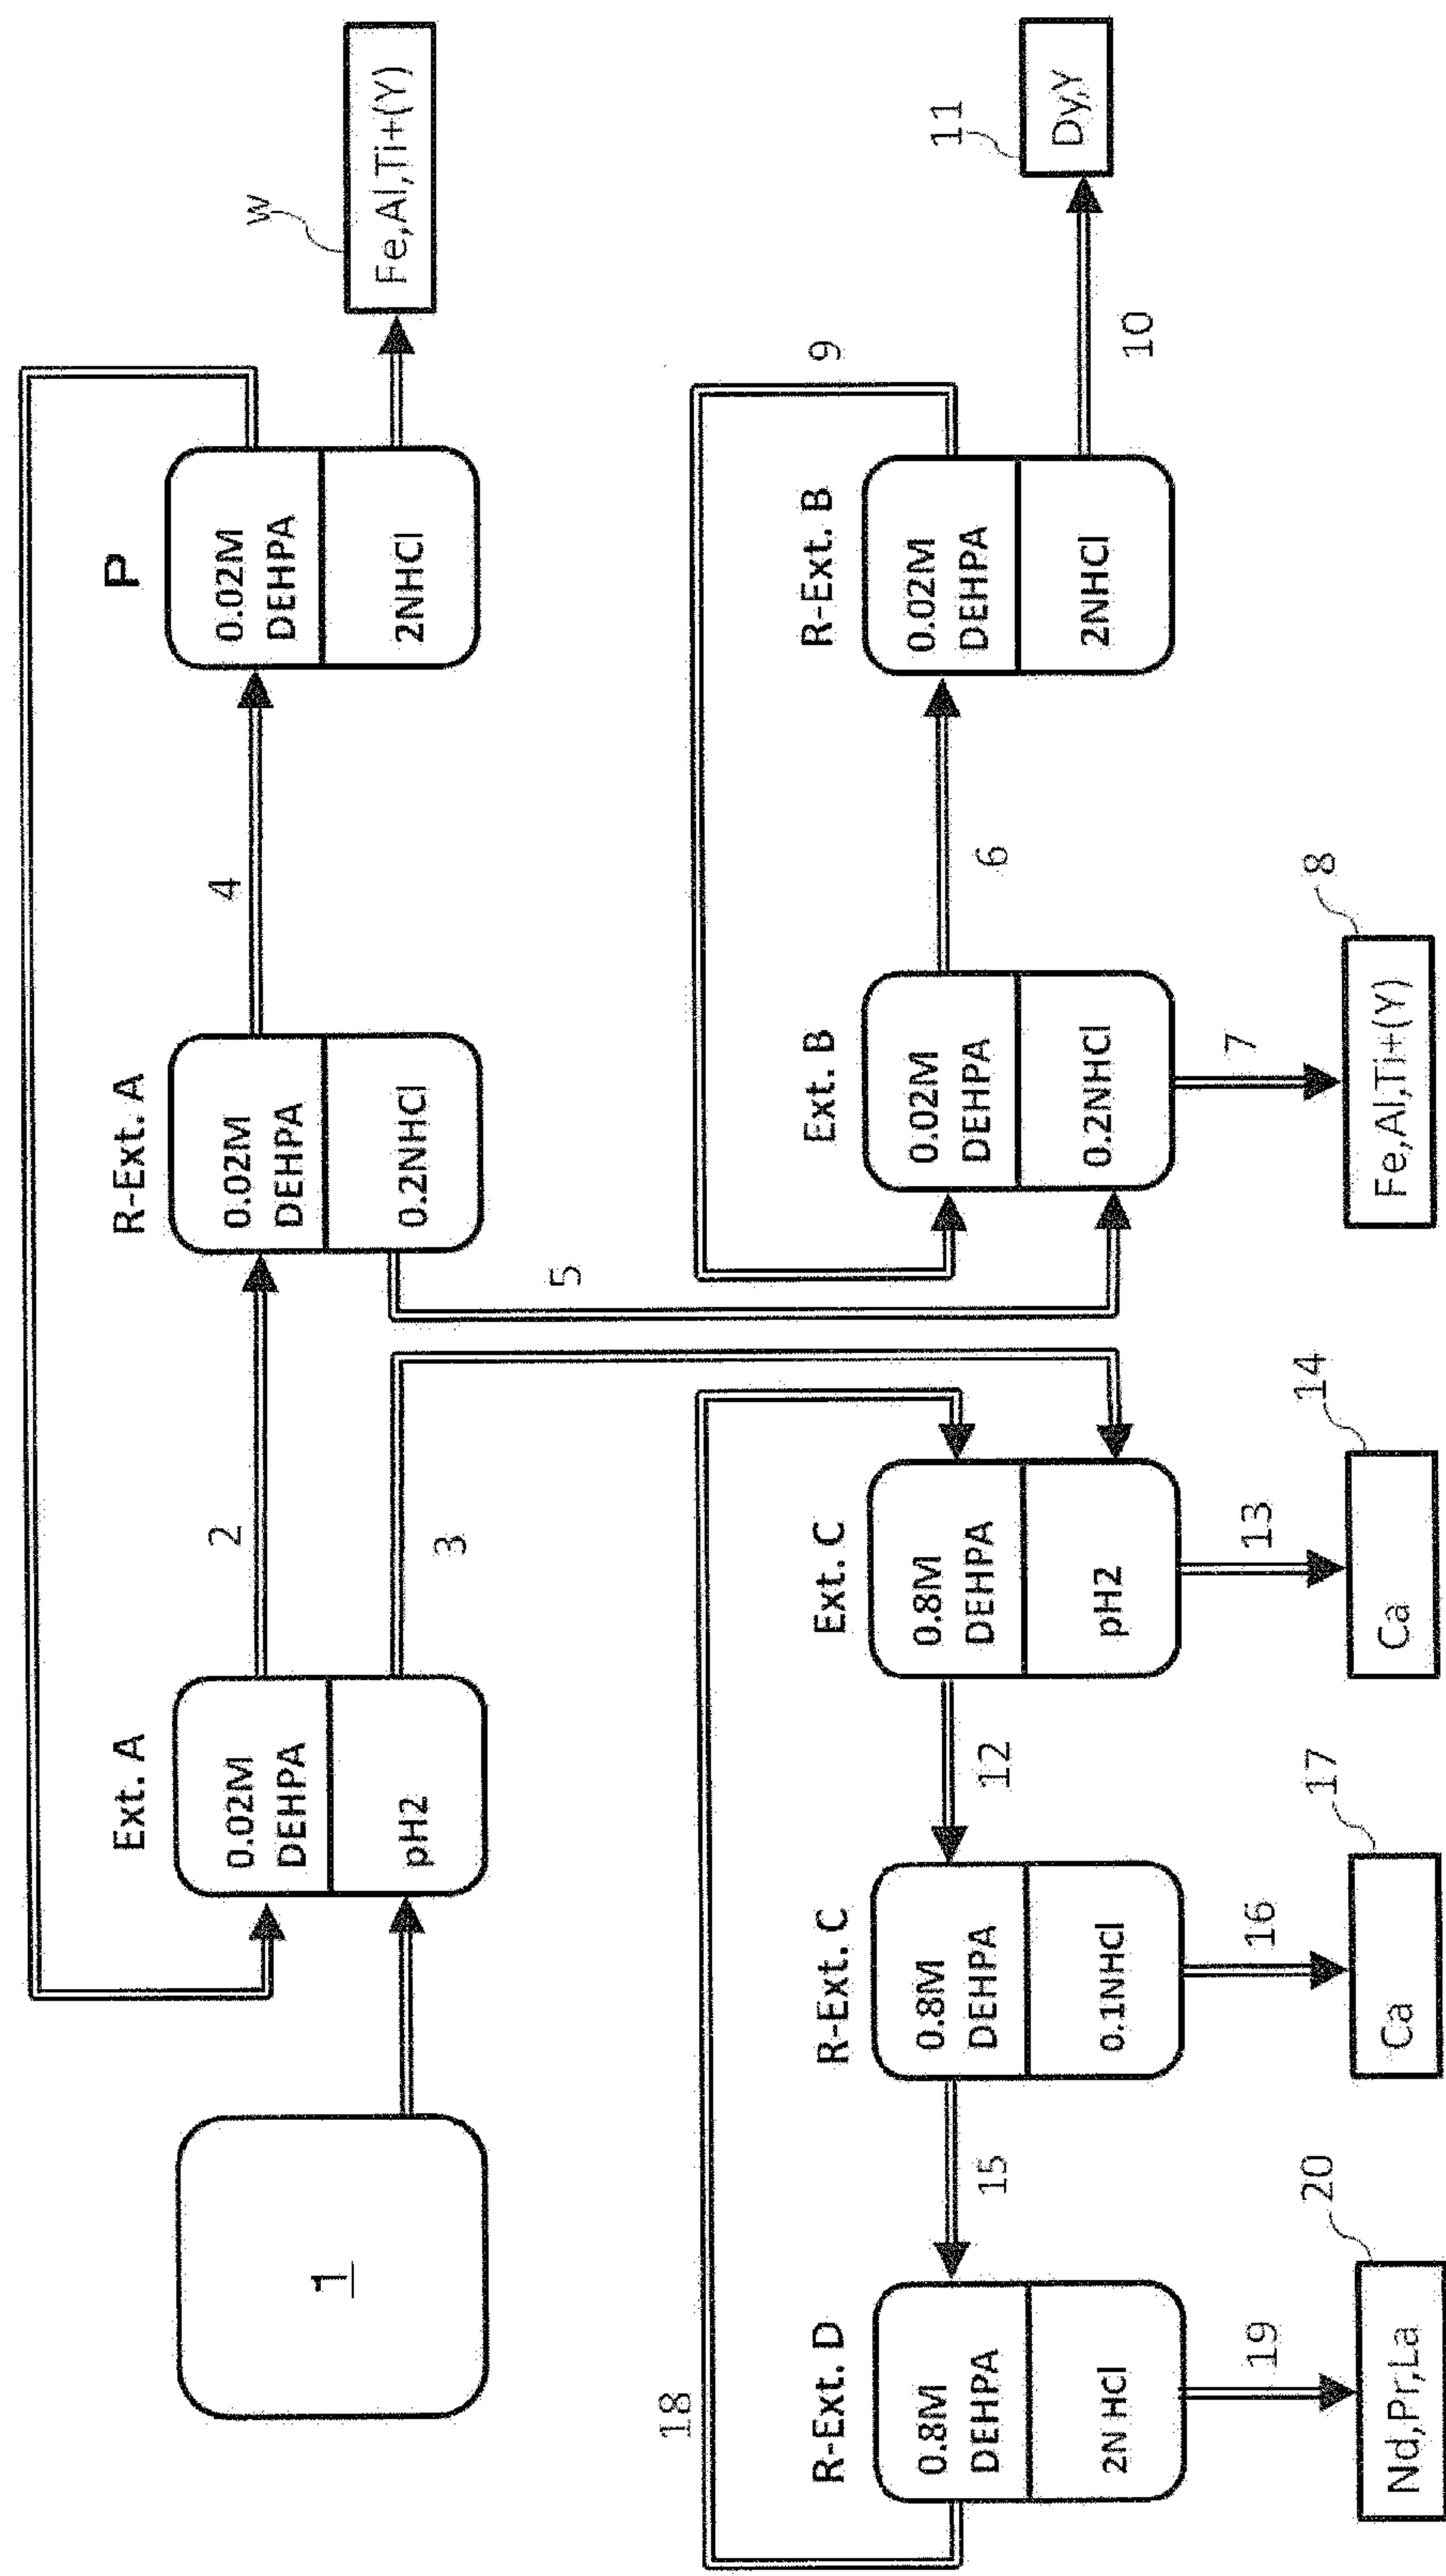 1
Ext. A
0.02M
DEHPA
pH2
2
3
R-Ext. A
0.02M
DEHPA
0.2NHCl
4
5
P
0.02M
DEHPA
2NHCl
w
Fe,Al,Ti+(Y)
18
R-Ext. D
0.8M
DEHPA
2N HCl
19
20
Nd,Pr,La
15
R-Ext. C
0.8M
DEHPA
0.1NHCl
16
17
Ca
12
Ext. C
0.8M
DEHPA
pH2
13
14
Ca
Ext. B
0.02M
DEHPA
0.2NHCl
7
8
Fe,Al,Ti+(Y)
6
9
R-Ext. B
0.02M
DEHPA
2NHCl
10
11
Dy,Y